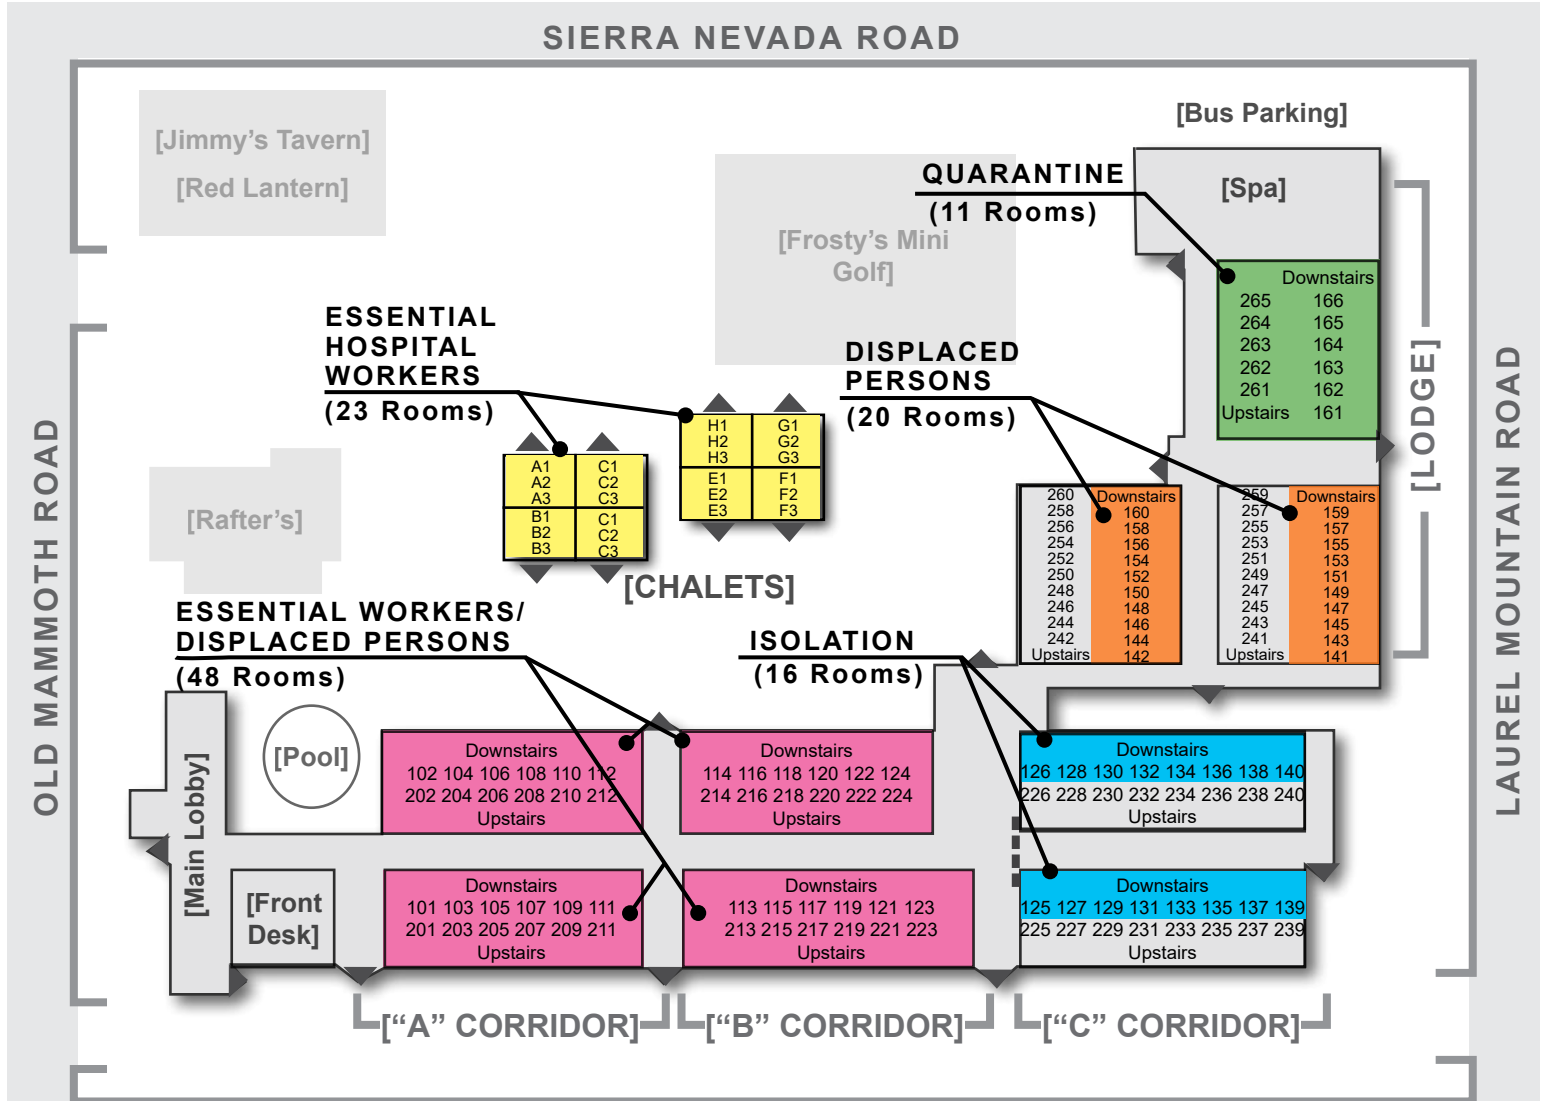 SIERRA NEVADA ROAD
[Jimmy’s Tavern]
[Red Lantern]
[Bus Parking]
QUARANTINE
(11 Rooms)
[Spa]
[Frosty’s Mini
Golf]
Downstairs
265 166
264 165
263 164
262 163
261 162
Upstairs 161
[LODGE]
ESSENTIAL
HOSPITAL
WORKERS
(23 Rooms)
DISPLACED
PERSONS
(20 Rooms)
H1 G1
H2 G2
H3 G3
E1 F1
E2 F2
E3 F3
A1 C1
A2 C2
A3 C3
B1 C1
B2 C2
B3 C3
[CHALETS]
[Rafter’s]
260 Downstairs
258 160
256 158
254 156
252 154
250 152
248 150
246 148
244 146
242 144
Upstairs 142
259 Downstairs
257 159
255 157
253 155
251 153
249 151
247 149
245 147
243 145
241 143
Upstairs 141
OLD MAMMOTH ROAD
LAUREL MOUNTAIN ROAD
ESSENTIAL WORKERS/
DISPLACED PERSONS
(48 Rooms)
ISOLATION
(16 Rooms)
[Main Lobby]
[Pool]
[Front
Desk]
Downstairs
102 104 106 108 110 112
202 204 206 208 210 212
Upstairs
Downstairs
114 116 118 120 122 124
214 216 218 220 222 224
Upstairs
Downstairs
126 128 130 132 134 136 138 140
226 228 230 232 234 236 238 240
Upstairs
Downstairs
101 103 105 107 109 111
201 203 205 207 209 211
Upstairs
Downstairs
113 115 117 119 121 123
213 215 217 219 221 223
Upstairs
Downstairs
125 127 129 131 133 135 137 139
225 227 229 231 233 235 237 239
Upstairs
[“A” CORRIDOR]
[“B” CORRIDOR]
[“C” CORRIDOR]